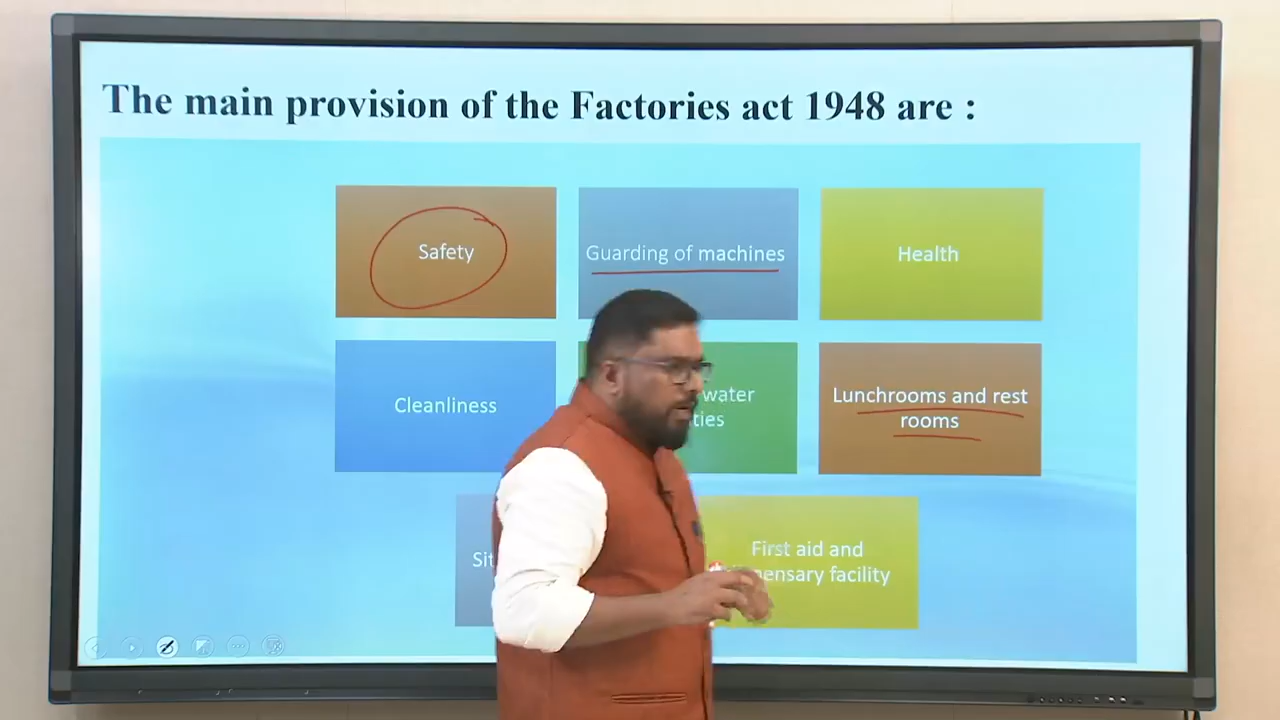 The main provision of the Factories act 1948 are :
Safety
Guarding of machines
Health
Cleanliness
water
Lunchrooms and rest
rooms
First aid and
facility